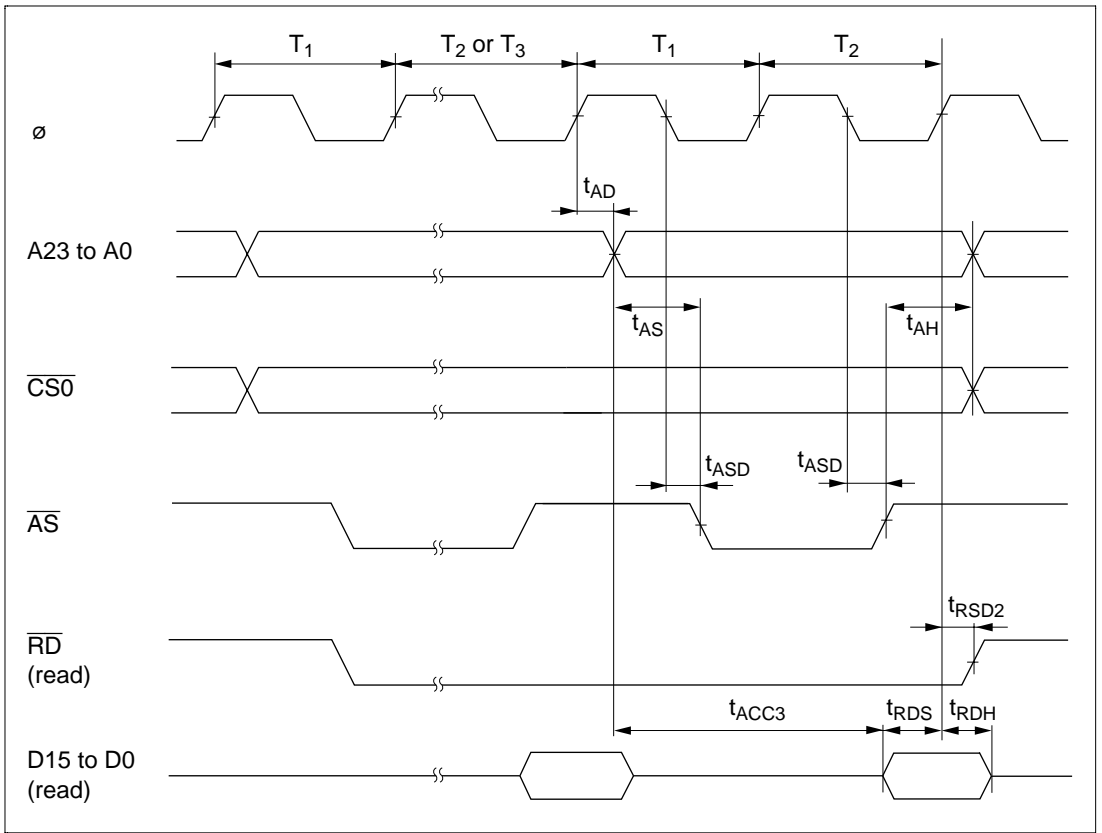 T1 T2 or T3 T1 T2
ø
tAD
A23 to A0
tAS tAH
CS0
tASD tASD
AS
tRSD2
RD
(read)
tACC3 tRDS tRDH
D15 to D0
(read)